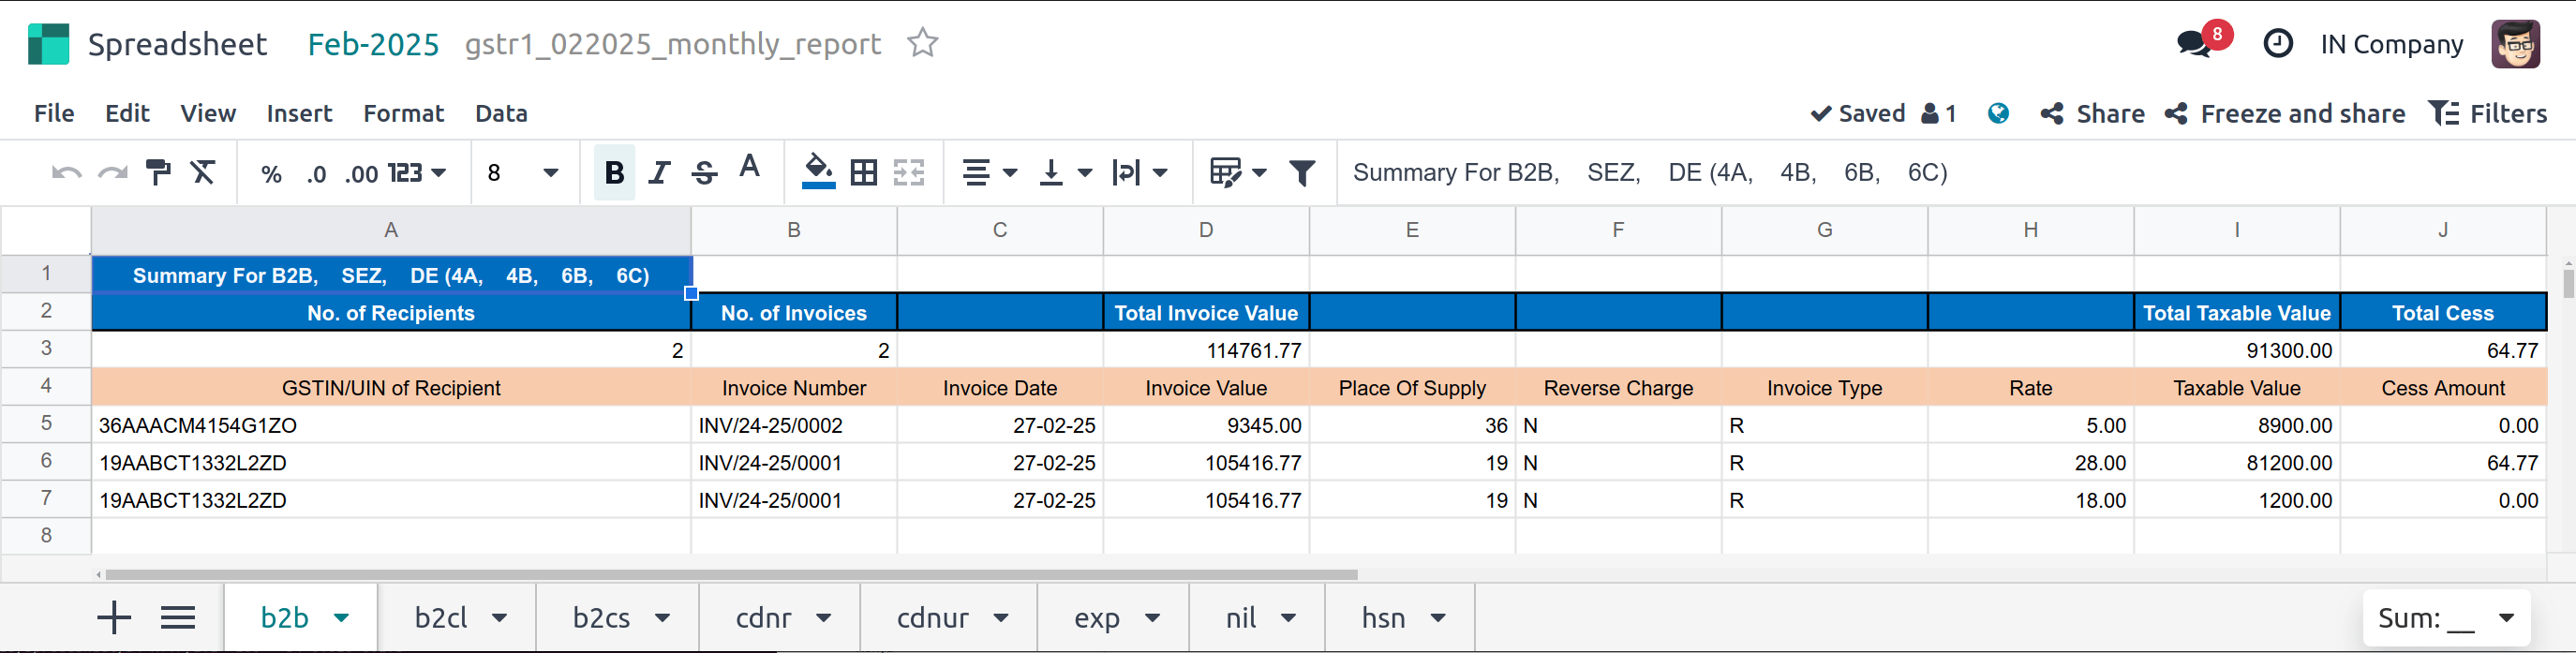 Spreadsheet Feb-2025 gstr1_022025_monthly_report 8 IN Company
File Edit View Insert Format Data Saved 1 Share Freeze and share Filters
% .0 .00 123 8 B I S A Summary For B2B, SEZ, DE (4A, 4B, 6B, 6C)
A B C D E F G H I J
1 Summary For B2B, SEZ, DE (4A, 4B, 6B, 6C)
2 No. of Recipients No. of Invoices Total Invoice Value Total Taxable Value Total Cess
3 2 2 114761.77 91300.00 64.77
4 GSTIN/UIN of Recipient Invoice Number Invoice Date Invoice Value Place Of Supply Reverse Charge Invoice Type Rate Taxable Value Cess Amount
5 36AAACM4154G1ZO INV/24-25/0002 27-02-25 9345.00 36 N R 5.00 8900.00 0.00
6 19AABCT1332L2ZD INV/24-25/0001 27-02-25 105416.77 19 N R 28.00 81200.00 64.77
7 19AABCT1332L2ZD INV/24-25/0001 27-02-25 105416.77 19 N R 18.00 1200.00 0.00
8
b2b b2cl b2cs cdnr cdnur exp nil hsn Sum: __